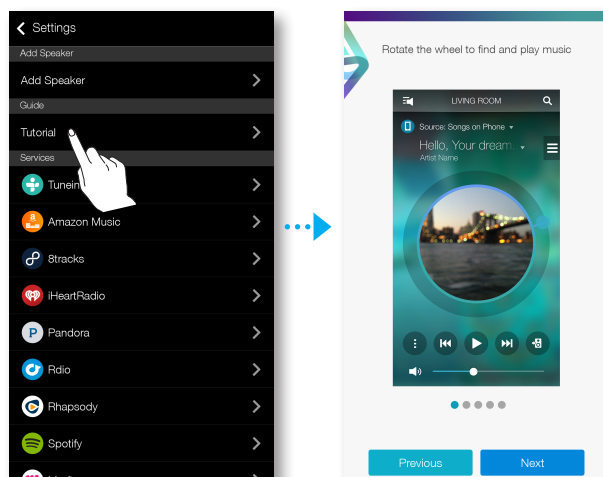 Settings
Add Speaker
Add Speaker
Guide
Tutorial
Services
Amazon Music
8tracks
iHeartRadio
P Pandora
Rdio
Rhapsody
Spotify
Rotate the wheel to find and play music
LIVING ROOM
Source: Songs on Phone
Hello, Your dream..
Artist Name
Previous
Next